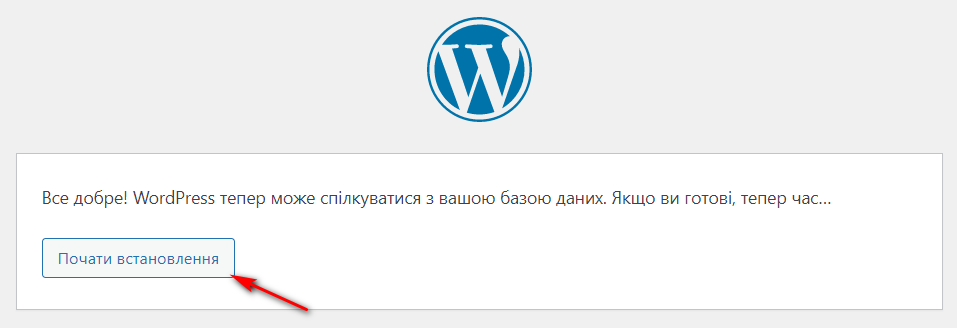 Все добре! WordPress тепер може спілкуватися з вашою базою даних. Якщо ви готові, тепер час…
Почати встановлення